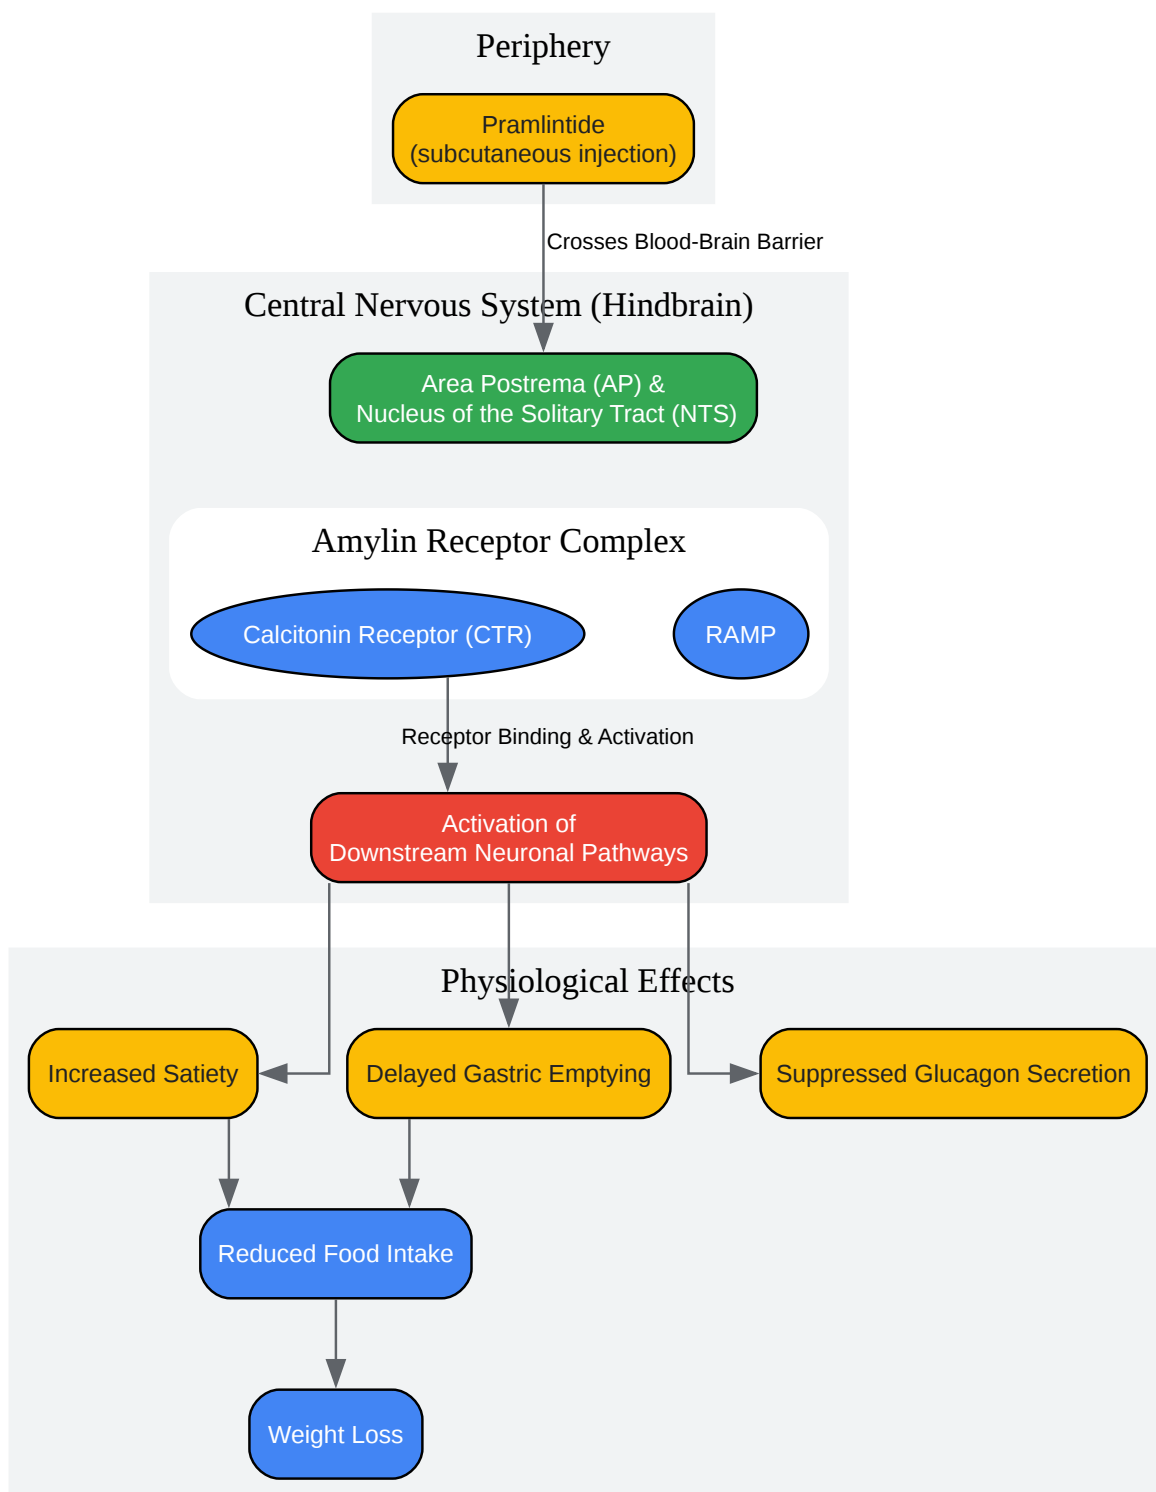 Periphery
Pramlintide
(subcutaneous injection)
Crosses Blood-Brain Barrier
Central Nervous System (Hindbrain)
Area Postrema (AP) &
Nucleus of the Solitary Tract (NTS)
Amylin Receptor Complex
Calcitonin Receptor (CTR)
RAMP
Receptor Binding & Activation
Activation of
Downstream Neuronal Pathways
Physiological Effects
Increased Satiety
Delayed Gastric Emptying
Suppressed Glucagon Secretion
Reduced Food Intake
Weight Loss